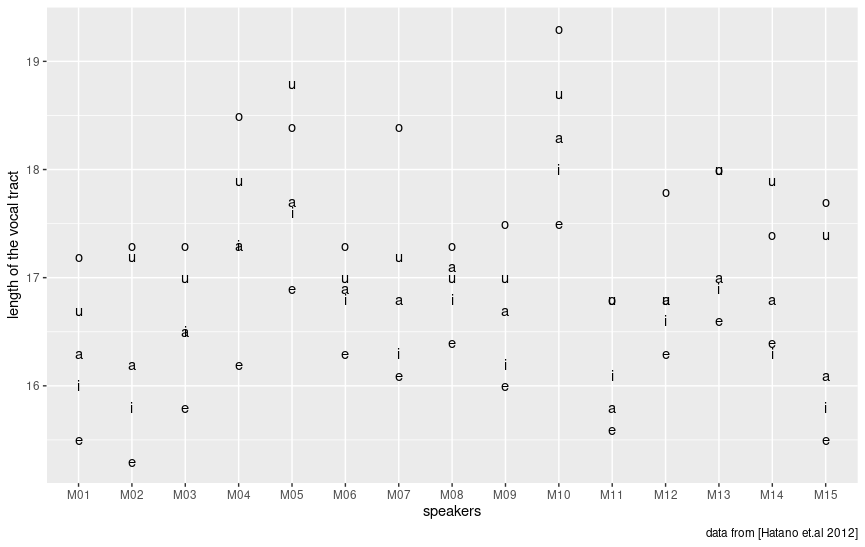 length of the vocal tract
19
18
17
16
o u a i e
o u a i e
o u i a e
o u i a e
u o a i e
o u a i e
o u a i e
o a u i e
o u a i e
o u a i e
o u i a e
o u a i e
o u a i e
u o a e i
o u a i e
M01 M02 M03 M04 M05 M06 M07 M08 M09 M10 M11 M12 M13 M14 M15
speakers
data from [Hatano et.al 2012]